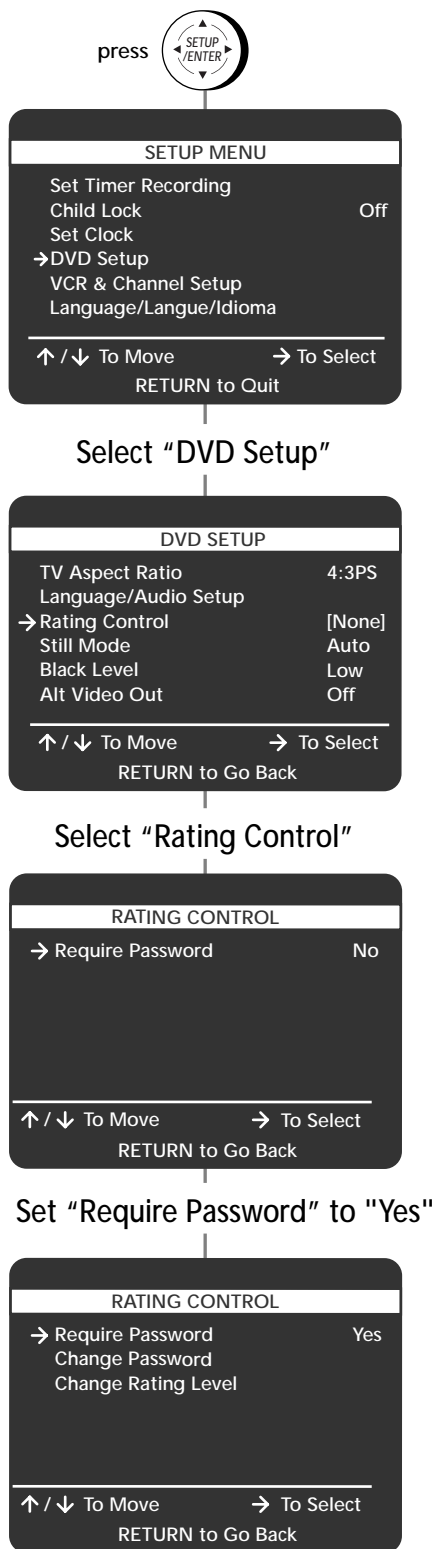 press SETUP
/ENTER
SETUP MENU
Set Timer Recording
Child Lock Off
Set Clock
→DVD Setup
VCR & Channel Setup
Language/Langue/Idioma
↑ / ↓ To Move → To Select
RETURN to Quit
Select "DVD Setup"
DVD SETUP
TV Aspect Ratio 4:3PS
Language/Audio Setup
→ Rating Control [None]
Still Mode Auto
Black Level Low
Alt Video Out Off
↑ / ↓ To Move → To Select
RETURN to Go Back
Select "Rating Control"
RATING CONTROL
→ Require Password No
↑ / ↓ To Move → To Select
RETURN to Go Back
Set "Require Password" to "Yes"
RATING CONTROL
→ Require Password Yes
Change Password
Change Rating Level
↑ / ↓ To Move → To Select
RETURN to Go Back